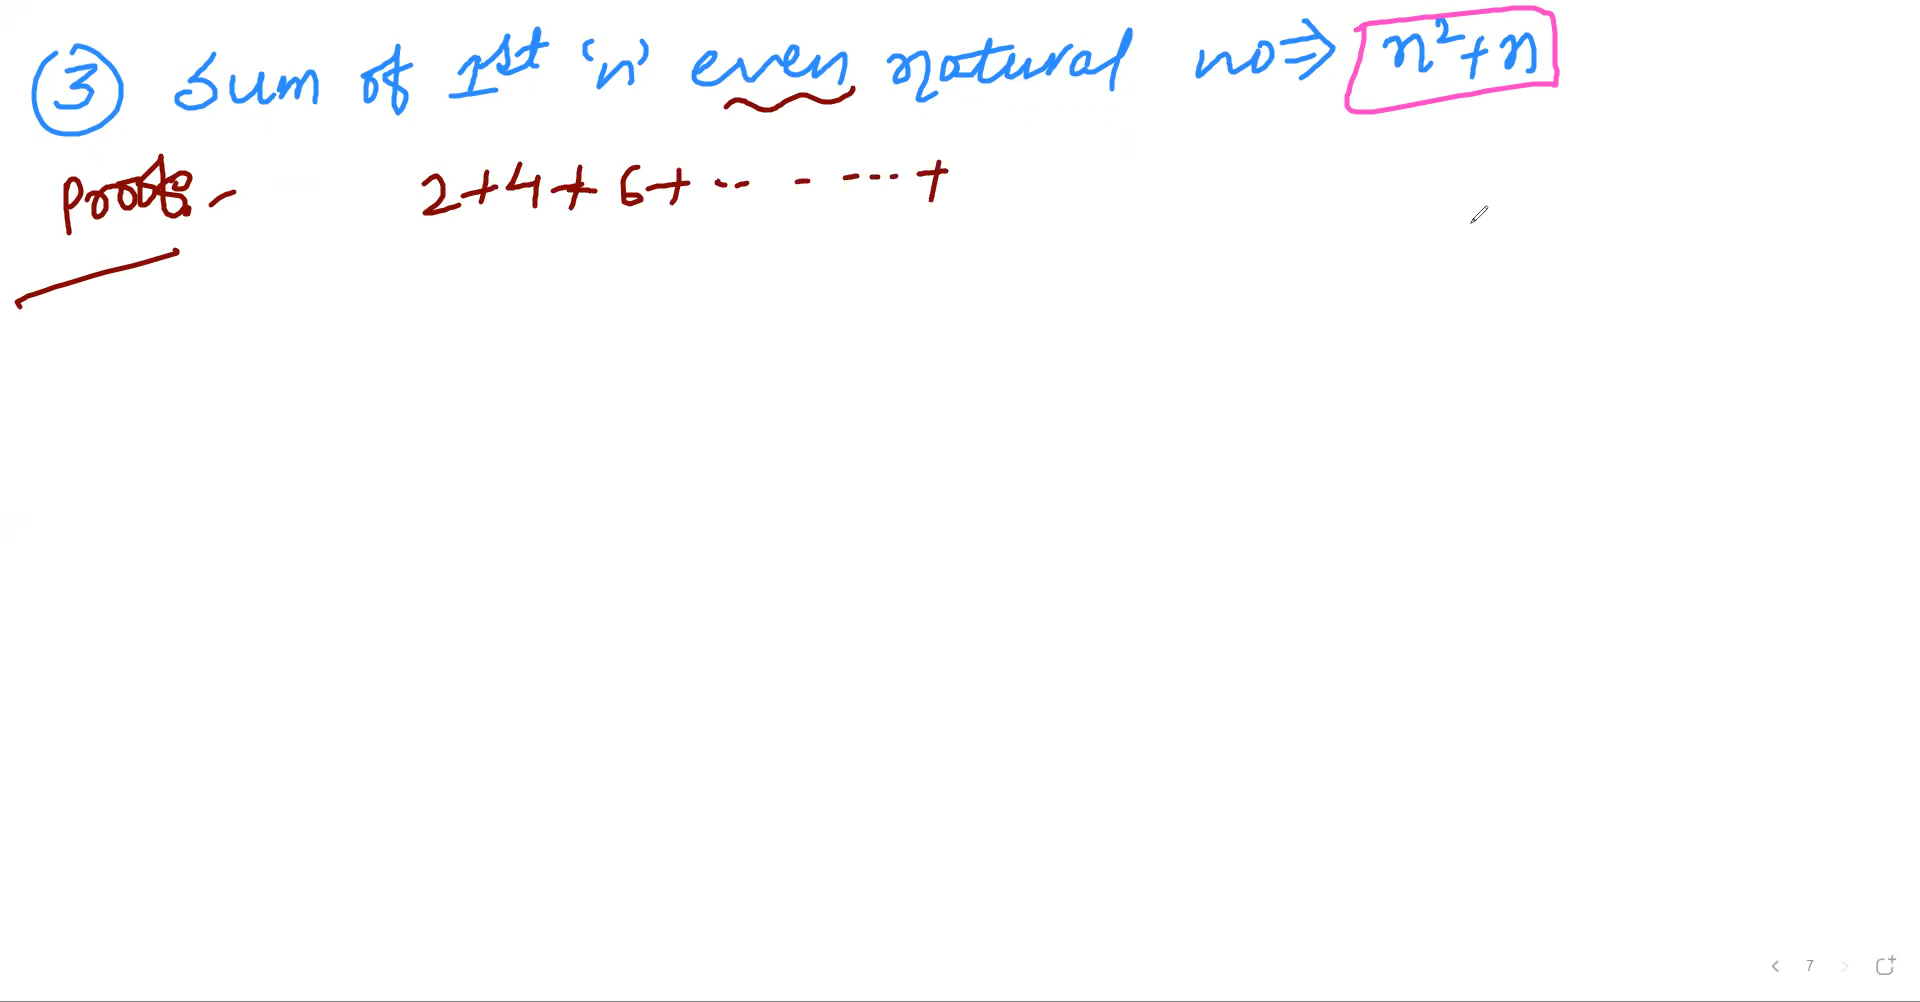 ③ Sum of 1st 'n' even natural no ⇒ n²+n
Proof:-  2+4+6+ -- - --- +
7